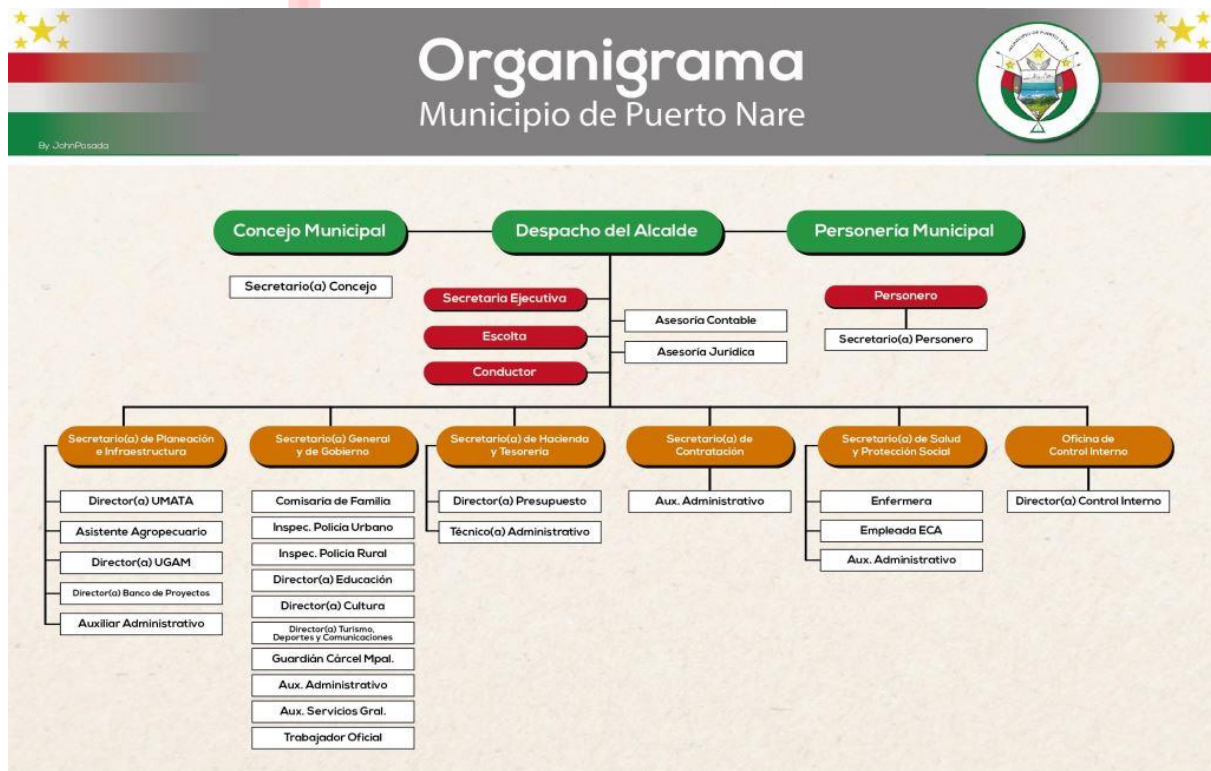 Organigrama
Municipio de Puerto Nare
MUNICIPIO DE PUERTO NARE
By JohnPosada
Concejo Municipal
Despacho del Alcalde
Personería Municipal
Secretario(a) Concejo
Secretaria Ejecutiva
Escolta
Conductor
Asesoría Contable
Asesoría Jurídica
Personero
Secretario(a) Personero
Secretario(a) de Planeación
e Infraestructura
Director(a) UMATA
Asistente Agropecuario
Director(a) UGAM
Director(a) Banco de Proyectos
Auxiliar Administrativo
Secretario(a) General
y de Gobierno
Comisaría de Familia
Inspec. Policía Urbano
Inspec. Policía Rural
Director(a) Educación
Director(a) Cultura
Director(a) Turismo,
Deportes y Comunicaciones
Guardián Cárcel Mpal.
Aux. Administrativo
Aux. Servicios Gral.
Trabajador Oficial
Secretario(a) de Hacienda
y Tesorería
Director(a) Presupuesto
Técnico(a) Administrativo
Secretario(a) de
Contratación
Aux. Administrativo
Secretario(a) de Salud
y Protección Social
Enfermera
Empleada ECA
Aux. Administrativo
Oficina de
Control Interno
Director(a) Control Interno